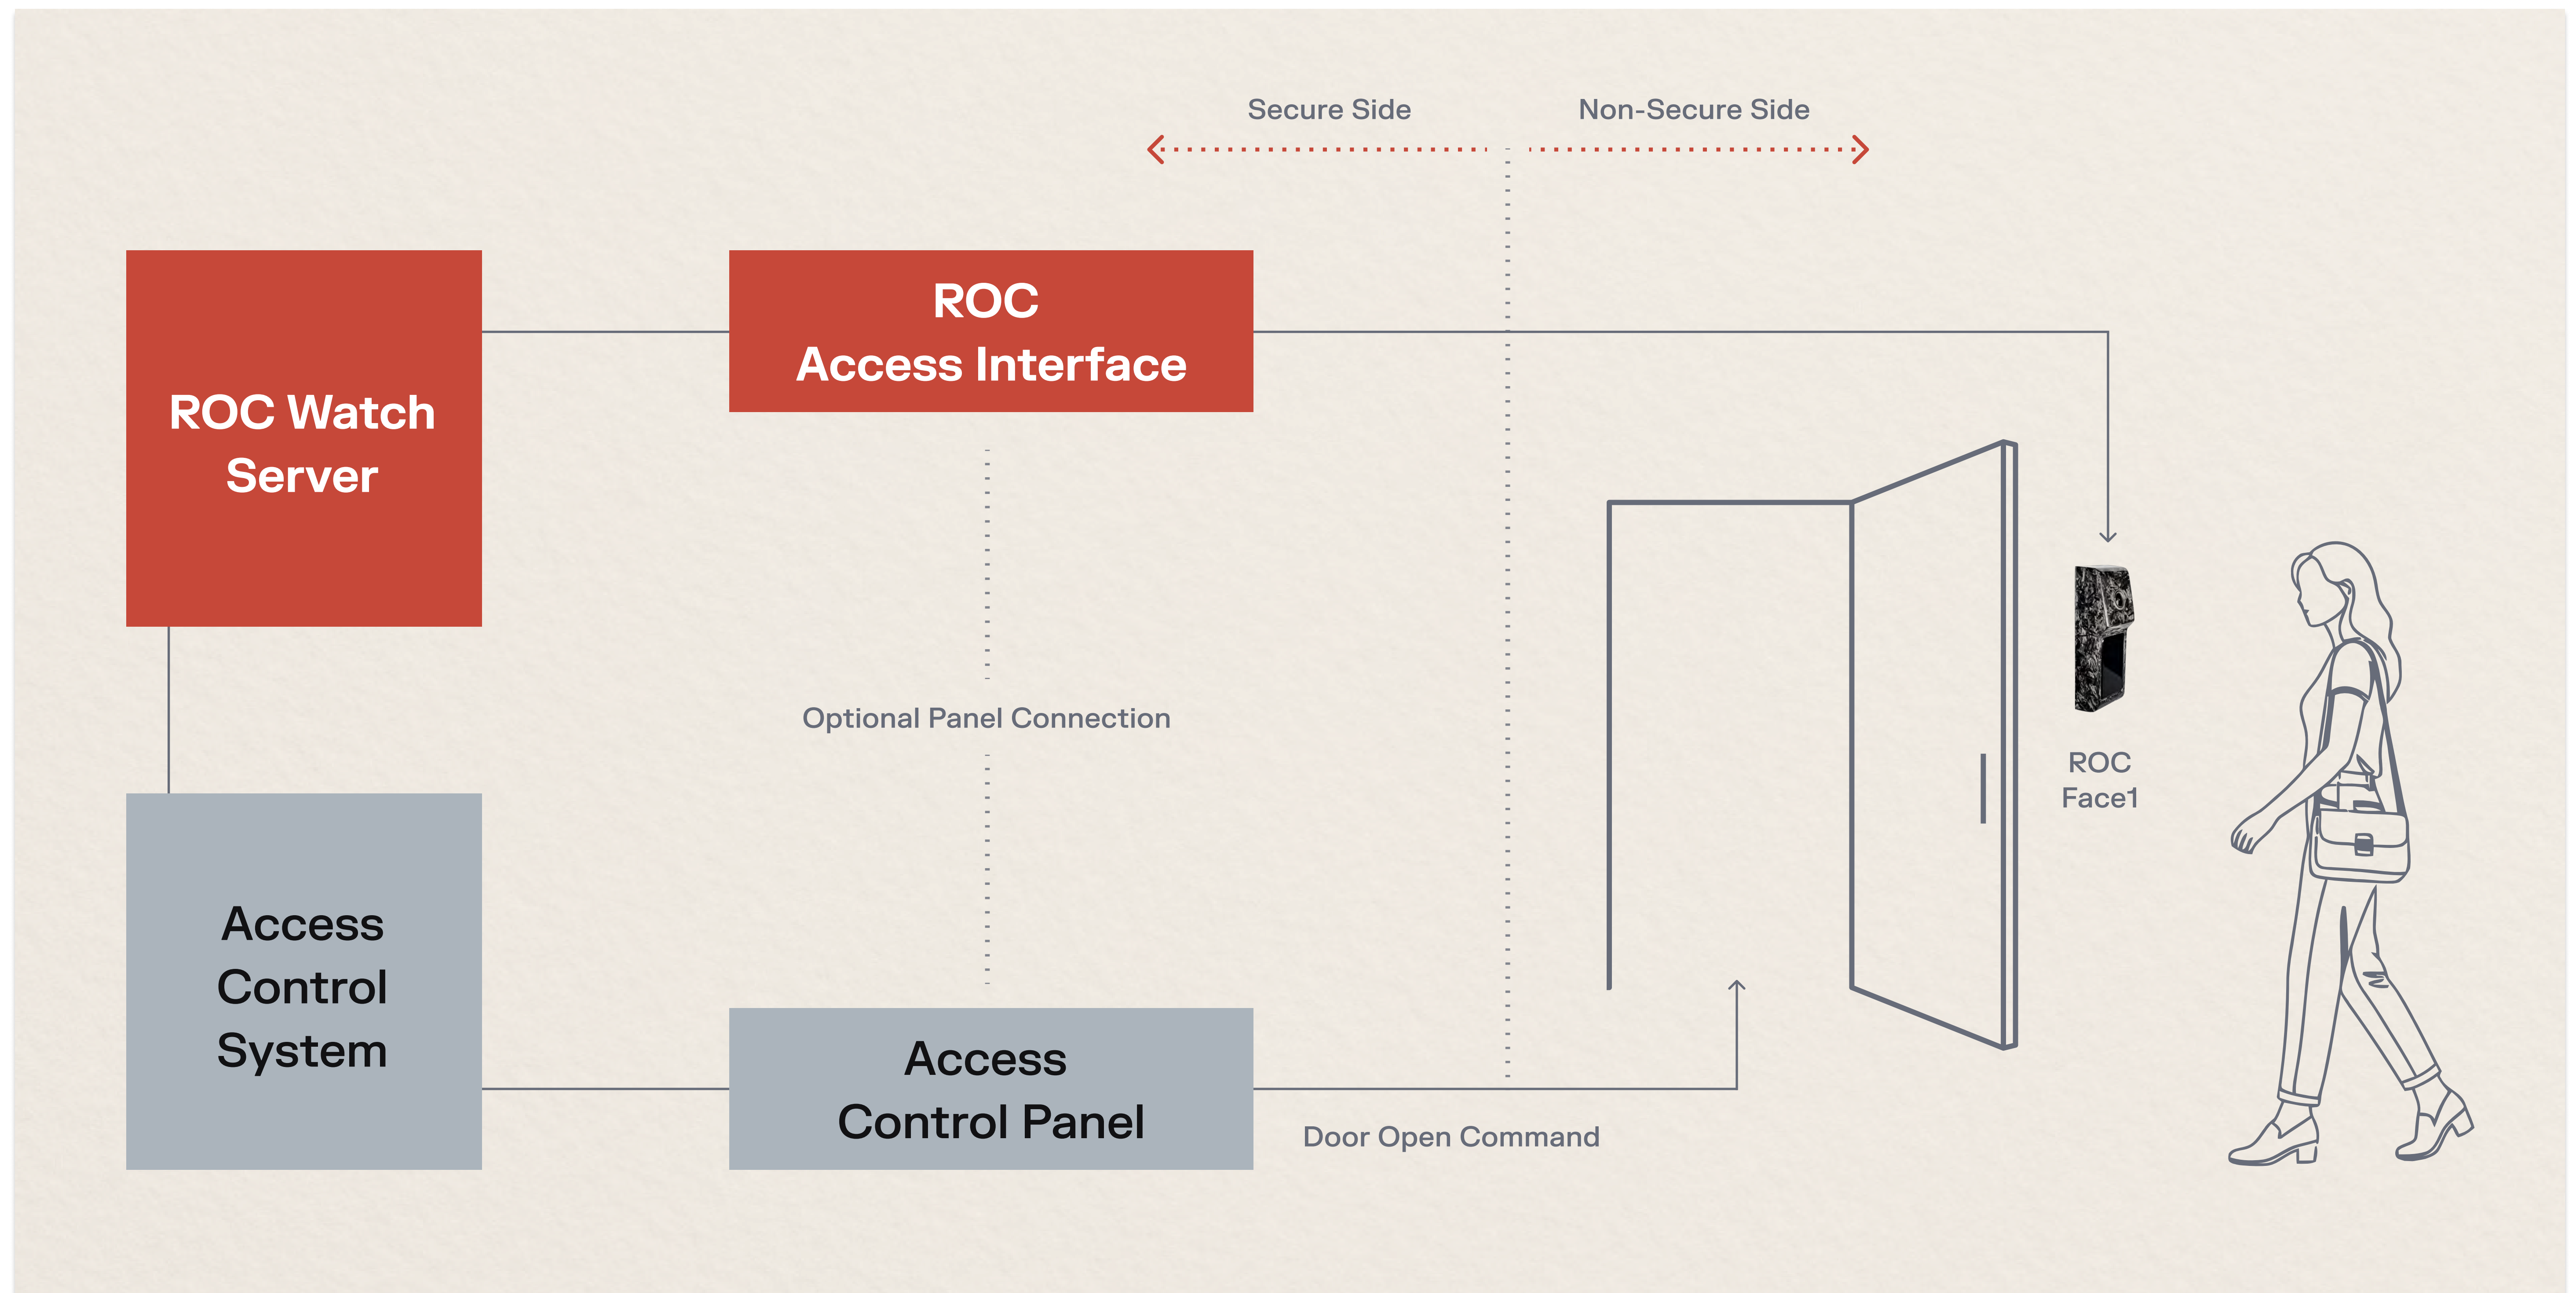 Secure Side
Non-Secure Side
ROC Watch
Server
ROC
Access Interface
Optional Panel Connection
ROC
Face1
Access
Control
System
Access
Control Panel
Door Open Command